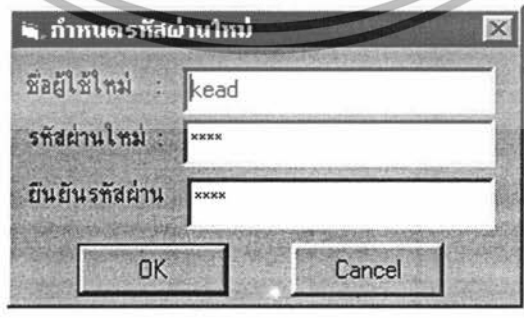 กำหนดรหัสผ่านใหม่
ชื่อผู้ใช้ใหม่ : kead
รหัสผ่านใหม่ : ****
ยืนยันรหัสผ่าน ****
OK Cancel